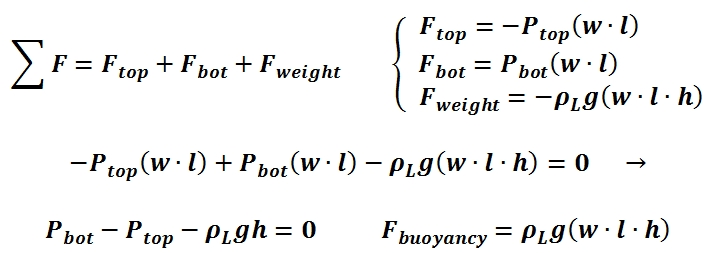 ∑ F = F_top + F_bot + F_weight
{ F_top = −P_top(w · l)
F_bot = P_bot(w · l)
F_weight = −ρ_L g(w · l · h)
−P_top(w · l) + P_bot(w · l) − ρ_L g(w · l · h) = 0 →
P_bot − P_top − ρ_L gh = 0 F_buoyancy = ρ_L g(w · l · h)